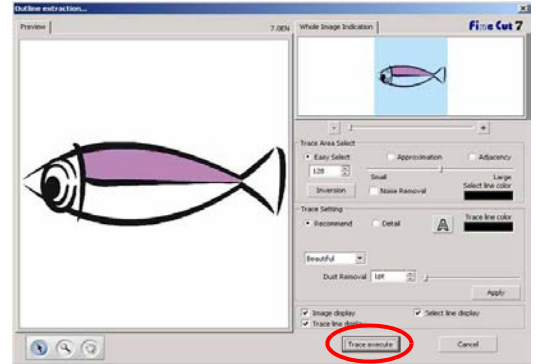 Outline extraction...
Preview
7.0EN
Whole Image Indication
Fine Cut 7
-
+
Trace Area Select
Easy Select
Approximation
Adjacency
128
Small
Large
Inversion
Noise Removal
Select line color
Trace Setting
Recommend
Detail
A
Trace line color
Beautiful
Dust Removal
1pt
Apply
Image display
Select line display
Trace line display
Trace execute
Cancel